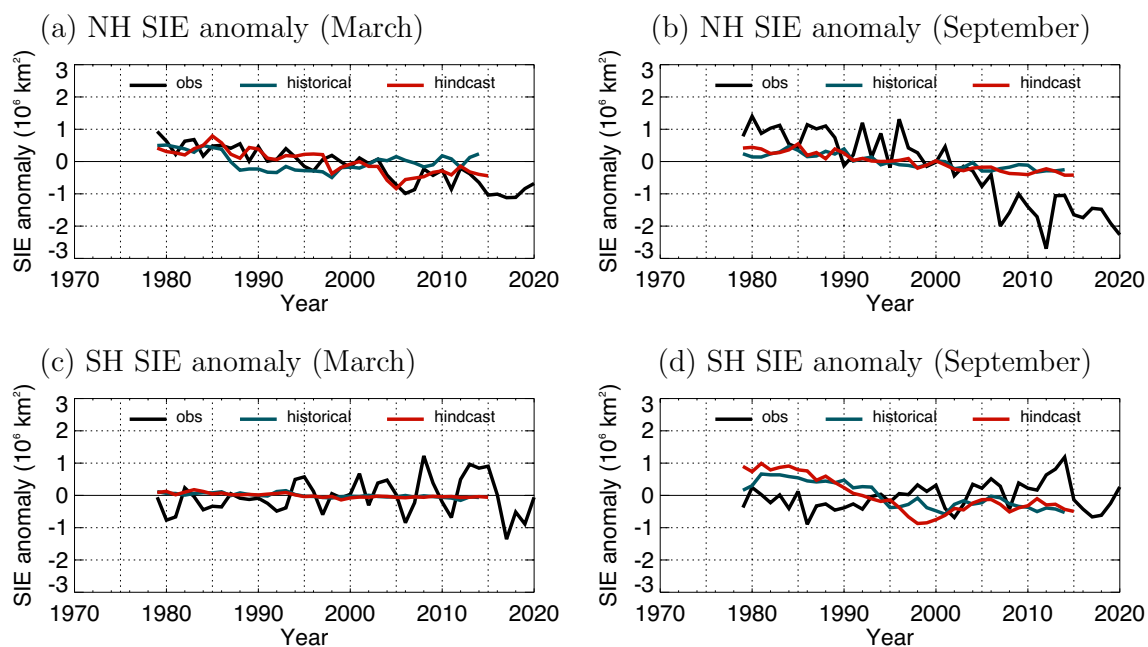 (a) NH SIE anomaly (March)
SIE anomaly (10⁶ km²)
3
2
1
0
-1
-2
-3
obs historical hindcast
1970 1980 1990 2000 2010 2020
Year
(b) NH SIE anomaly (September)
SIE anomaly (10⁶ km²)
3
2
1
0
-1
-2
-3
obs historical hindcast
1970 1980 1990 2000 2010 2020
Year
(c) SH SIE anomaly (March)
SIE anomaly (10⁶ km²)
3
2
1
0
-1
-2
-3
obs historical hindcast
1970 1980 1990 2000 2010 2020
Year
(d) SH SIE anomaly (September)
SIE anomaly (10⁶ km²)
3
2
1
0
-1
-2
-3
obs historical hindcast
1970 1980 1990 2000 2010 2020
Year